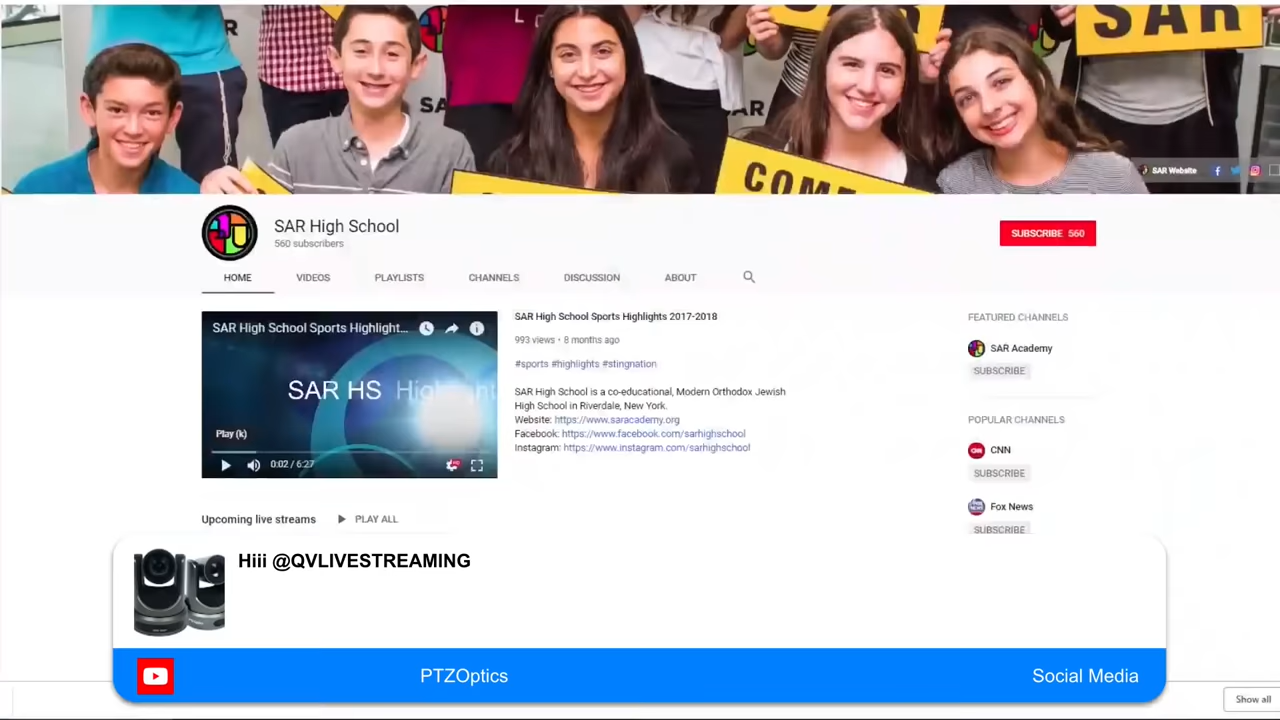 SAR
SAR
COM
SAR Website
SAR High School
560 subscribers
SUBSCRIBE 560
HOME VIDEOS PLAYLISTS CHANNELS DISCUSSION ABOUT
SAR High School Sports Highlight...
SAR HS Highlight
Play (k)
0:02 / 6:27
SAR High School Sports Highlights 2017-2018
993 views • 8 months ago
#sports #highlights #stingnation
SAR High School is a co-educational, Modern Orthodox Jewish
High School in Riverdale, New York.
Website: https://www.saracademy.org
Facebook: https://www.facebook.com/sarhighschool
Instagram: https://www.instagram.com/sarhighschool
FEATURED CHANNELS
SAR Academy
SUBSCRIBE
POPULAR CHANNELS
CNN
SUBSCRIBE
Fox News
SUBSCRIBE
Upcoming live streams PLAY ALL
Hiii @QVLIVESTREAMING
PTZOptics
Social Media
Show all